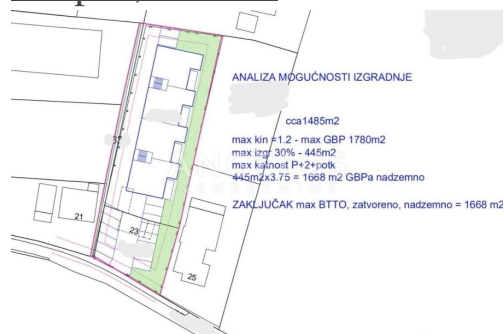 ANALIZA MOGUĆNOSTI IZGRADNJE
cca1485m2
max kin =1.2 - max GBP 1780m2
max izgr 30% - 445m2
max katnost P+2+potk
445m2x3.75 = 1668 m2 GBPa nadzemno
ZAKLJUČAK max BTTO, zatvoreno, nadzemno = 1668 m2
21
23
25